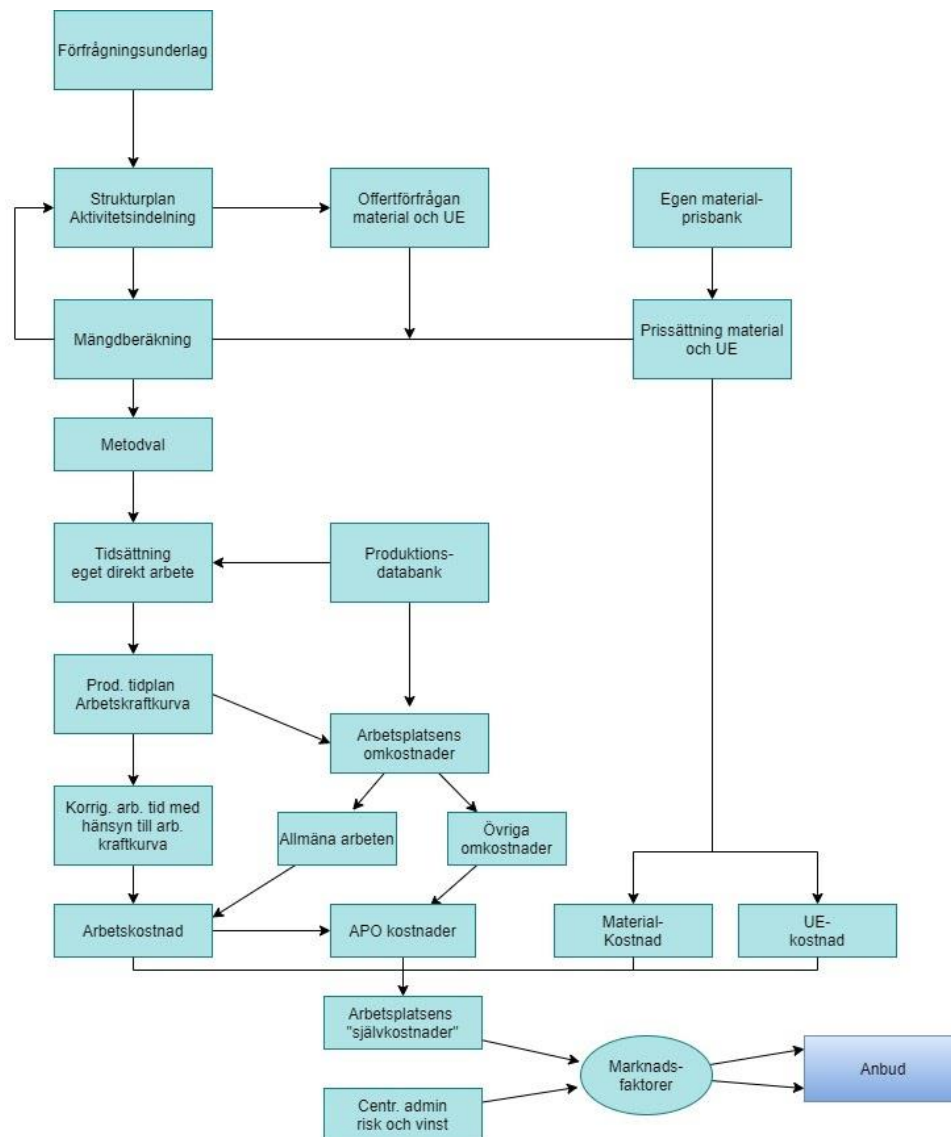 Förfrågningsunderlag
Strukturplan
Aktivitetsindelning
Offertförfrågan
material och UE
Egen material-
prisbank
Mängdberäkning
Prissättning material
och UE
Metodval
Tidsättning
eget direkt arbete
Produktions-
databank
Prod. tidplan
Arbetskraftkurva
Arbetsplatsens
omkostnader
Korrig. arb. tid med
hänsyn till arb.
kraftkurva
Allmäna arbeten
Övriga
omkostnader
Arbetskostnad
APO kostnader
Material-
Kostnad
UE-
kostnad
Arbetsplatsens
"självkostnader"
Marknads-
faktorer
Anbud
Centr. admin
risk och vinst